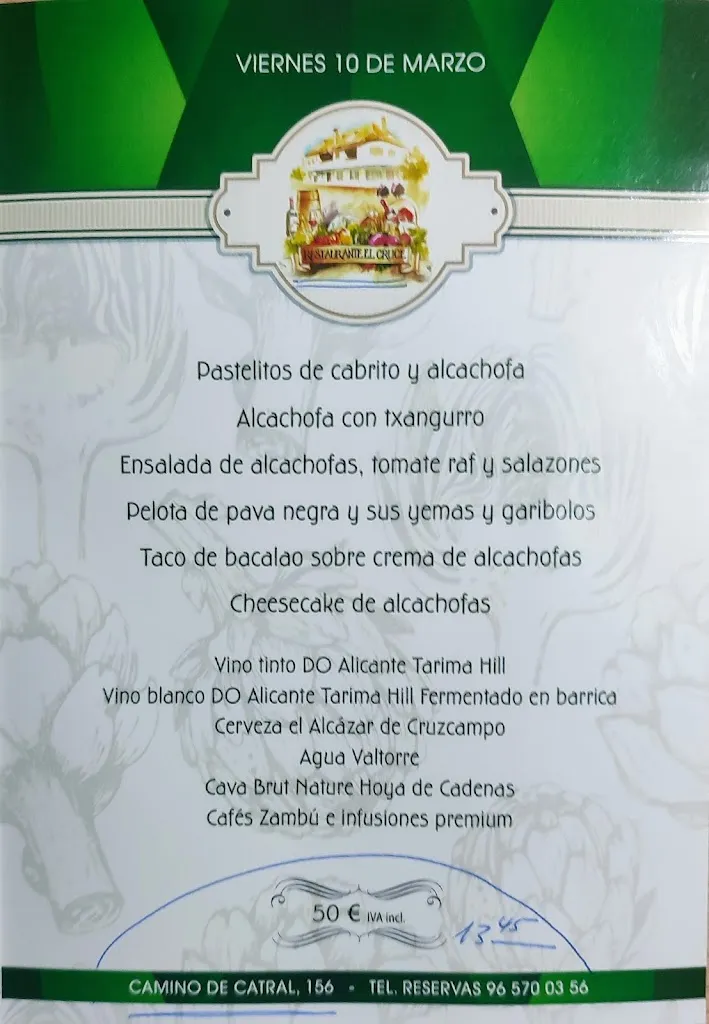 VIERNES 10 DE MARZO
RESTAURANTE EL CRUCE
Pastelitos de cabrito y alcachofa
Alcachofa con txangurro
Ensalada de alcachofas, tomate raf y salazones
Pelota de pava negra y sus yemas y garibolos
Taco de bacalao sobre crema de alcachofas
Cheesecake de alcachofas
Vino tinto DO Alicante Tarima Hill
Vino blanco DO Alicante Tarima Hill Fermentado en barrica
Cerveza el Alcázar de Cruzcampo
Agua Valtorre
Cava Brut Nature Hoya de Cadenas
Cafés Zambú e infusiones premium
50 € IVA incl.
13 45
CAMINO DE CATRAL, 156 - TEL. RESERVAS 96 570 03 56